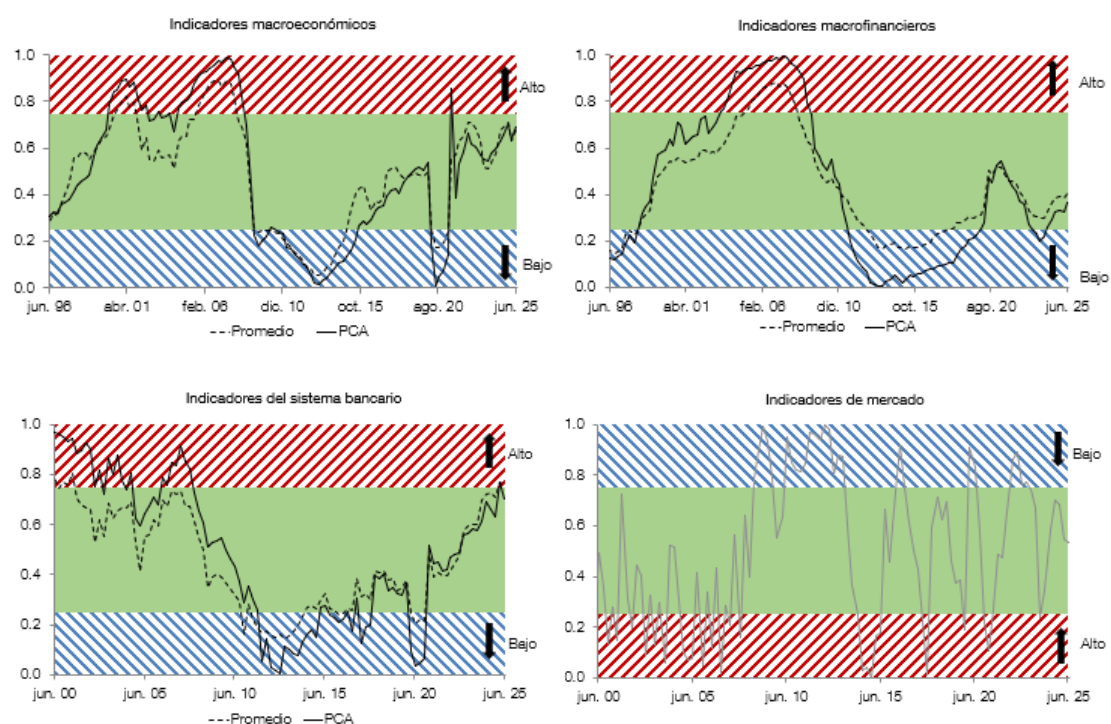 Indicadores macroeconómicos
1.0
0.8
0.6
0.4
0.2
0.0
Alto
Bajo
jun. 96 abr. 01 feb. 06 dic. 10 oct. 15 ago. 20 jun. 25
Promedio PCA
Indicadores macrofinancieros
1.0
0.8
0.6
0.4
0.2
0.0
Alto
Bajo
jun. 96 abr. 01 feb. 06 dic. 10 oct. 15 ago. 20 jun. 25
Promedio PCA
Indicadores del sistema bancario
1.0
0.8
0.6
0.4
0.2
0.0
Alto
Bajo
jun. 00 jun. 05 jun. 10 jun. 15 jun. 20 jun. 25
Promedio PCA
Indicadores de mercado
1.0
0.8
0.6
0.4
0.2
0.0
Bajo
Alto
jun. 00 jun. 05 jun. 10 jun. 15 jun. 20 jun. 25